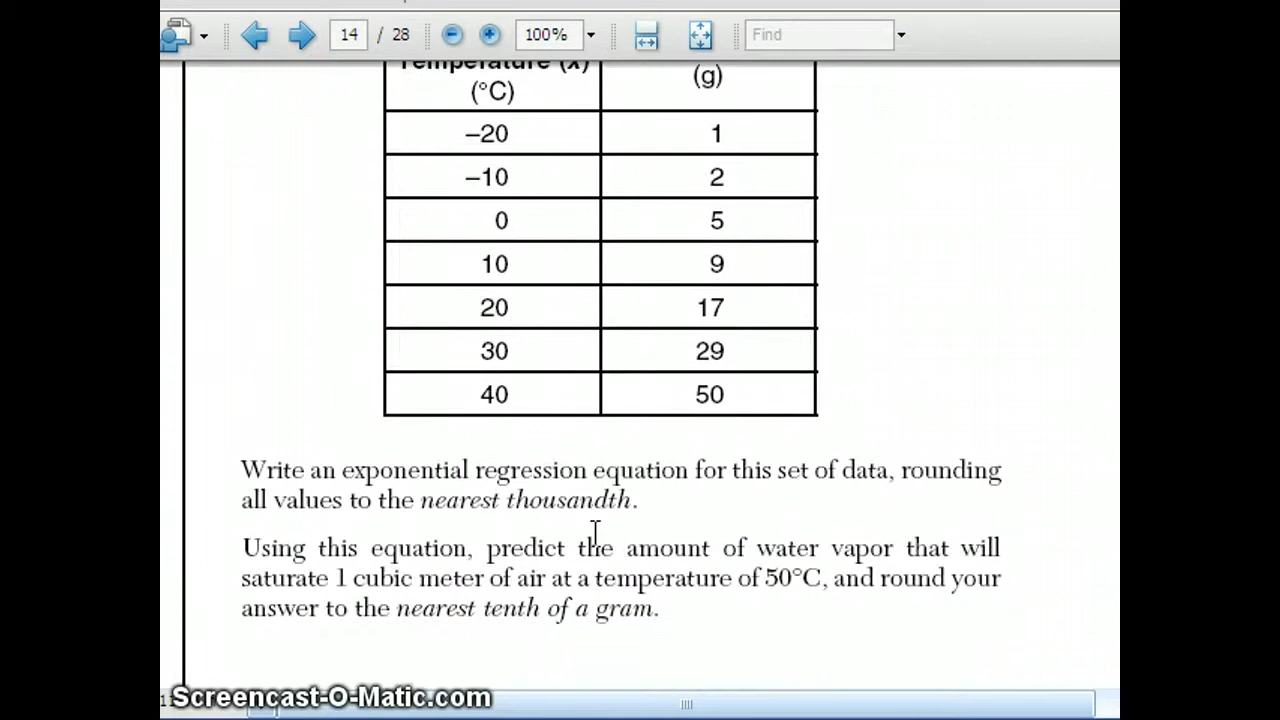 14 / 28 100% Find
Temperature (x)
(°C) (g)
–20 1
–10 2
0 5
10 9
20 17
30 29
40 50
Write an exponential regression equation for this set of data, rounding
all values to the nearest thousandth.
Using this equation, predict the amount of water vapor that will
saturate 1 cubic meter of air at a temperature of 50°C, and round your
answer to the nearest tenth of a gram.
Screencast-O-Matic.com